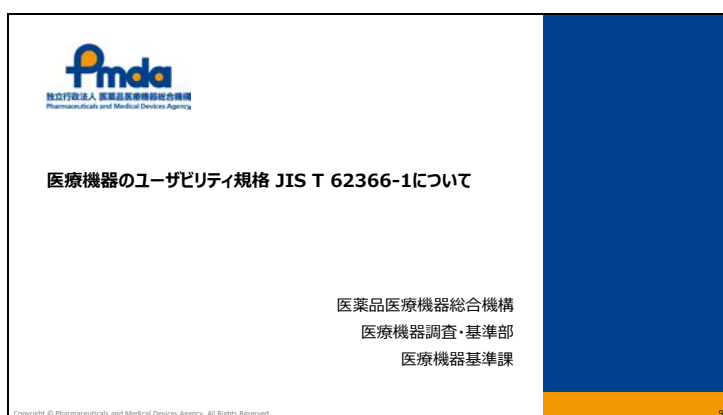 Pmda
独立行政法人 医薬品医療機器総合機構
Pharmaceuticals and Medical Devices Agency
医療機器のユーザビリティ規格 JIS T 62366-1について
医薬品医療機器総合機構
医療機器調査･基準部
医療機器基準課
Copyright © Pharmaceuticals and Medical Devices Agency, All Rights Reserved.